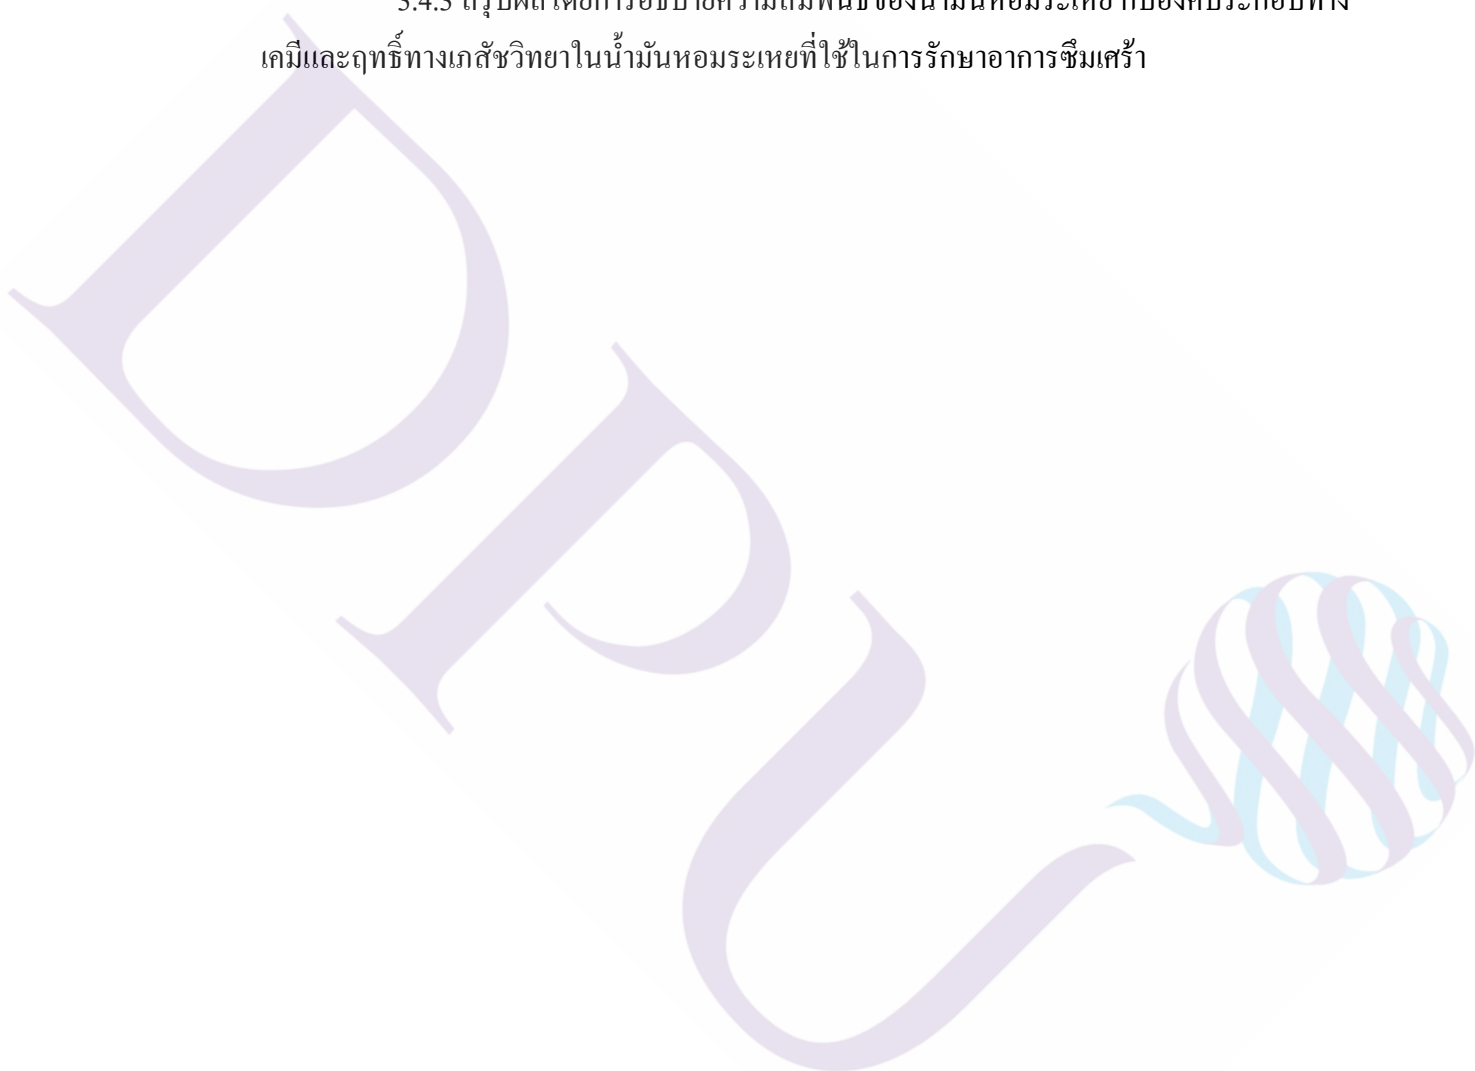 3.4.3 สรุปผลโดยการอธิบายความสัมพันธ์ของน้ำมันหอมระเหย กับองค์ประกอบทาง
เคมีและฤทธิ์ทางเภสัชวิทยาในน้ำมันหอมระเหยที่ใช้ในการรักษาอาการซึมเศร้า
DPU